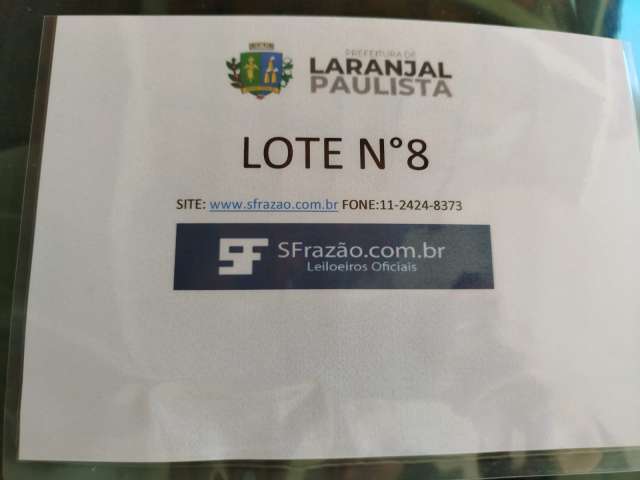 PREFEITURA DE
LARANJAL
PAULISTA
LOTE N°8
SITE: www.sfrazao.com.br FONE:11-2424-8373
SF SFrazão.com.br
Leiloeiros Oficiais